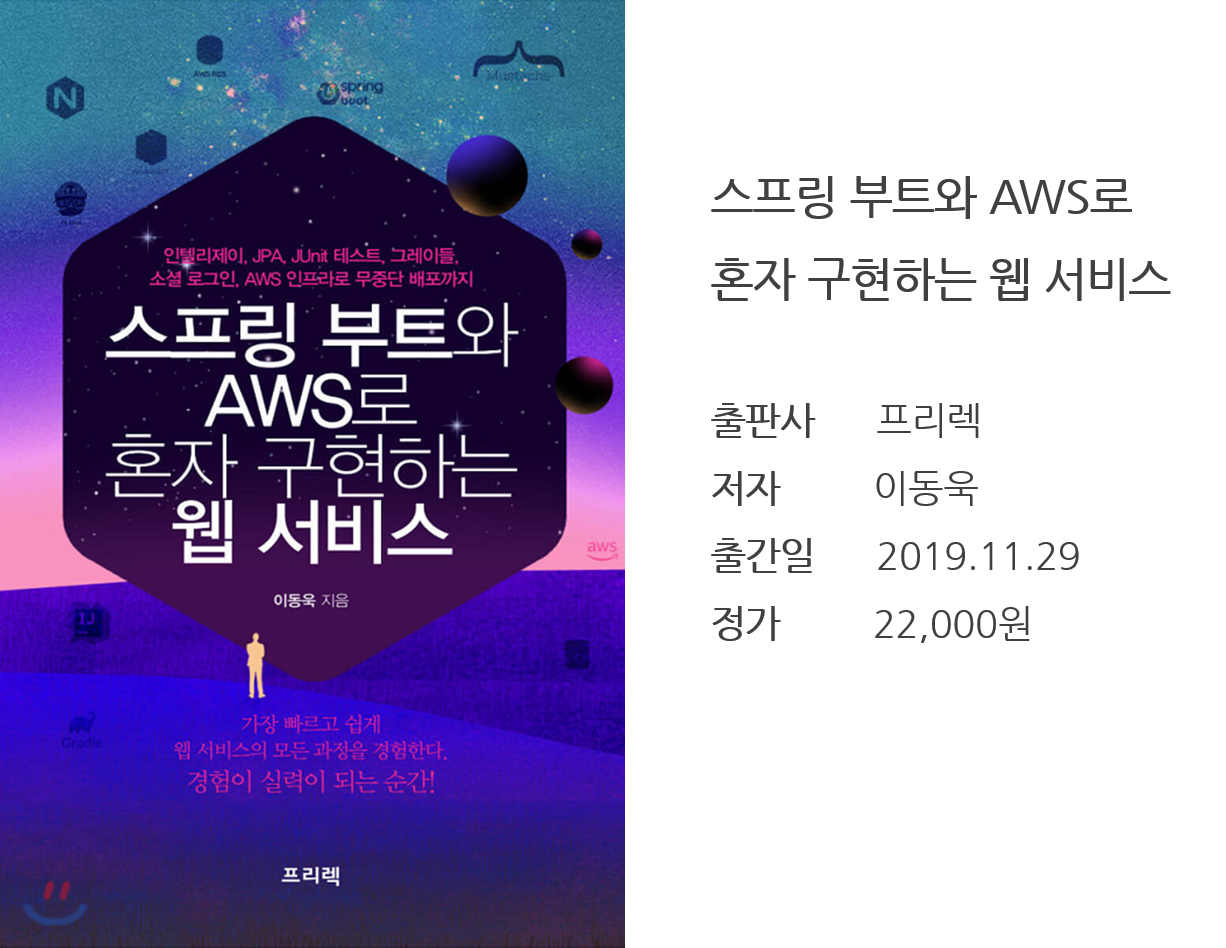 AWS RDS
Mustache
spring
boot
N
인텔리제이, JPA, JUnit 테스트, 그레이들,
소셜 로그인, AWS 인프라로 무중단 배포까지
스프링 부트와
AWS로
혼자 구현하는
웹 서비스
aws
이동욱 지음
IJ
Gradle
가장 빠르고 쉽게
웹 서비스의 모든 과정을 경험한다.
경험이 실력이 되는 순간!
프리렉
스프링 부트와 AWS로
혼자 구현하는 웹 서비스
출판사 프리렉
저자 이동욱
출간일 2019.11.29
정가 22,000원